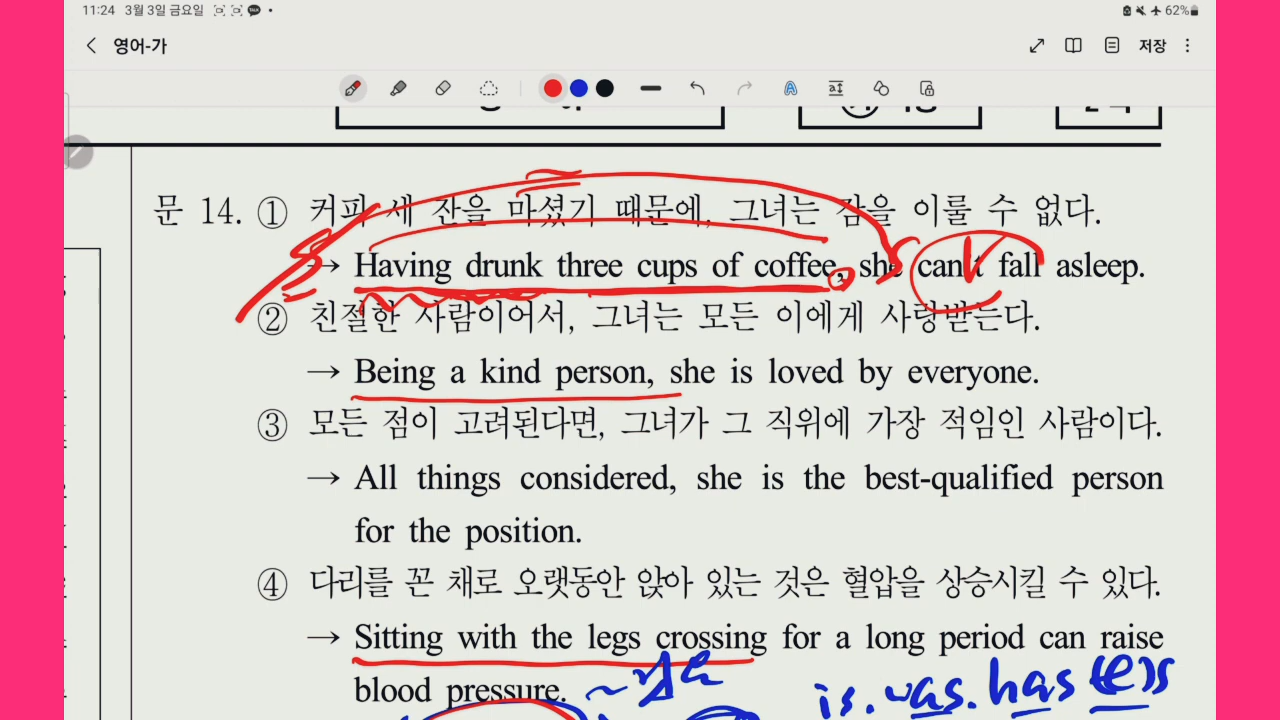 11:24 3월 3일 금요일
62%
영어-가
저장
문 14. ① 커피 세 잔을 마셨기 때문에, 그녀는 잠을 이룰 수 없다.
→ Having drunk three cups of coffee, she can't fall asleep.
② 친절한 사람이어서, 그녀는 모든 이에게 사랑받는다.
→ Being a kind person, she is loved by everyone.
③ 모든 점이 고려된다면, 그녀가 그 직위에 가장 적임인 사람이다.
→ All things considered, she is the best-qualified person
for the position.
④ 다리를 꼰 채로 오랫동안 앉아 있는 것은 혈압을 상승시킬 수 있다.
→ Sitting with the legs crossing for a long period can raise
blood pressure.
is. was. has